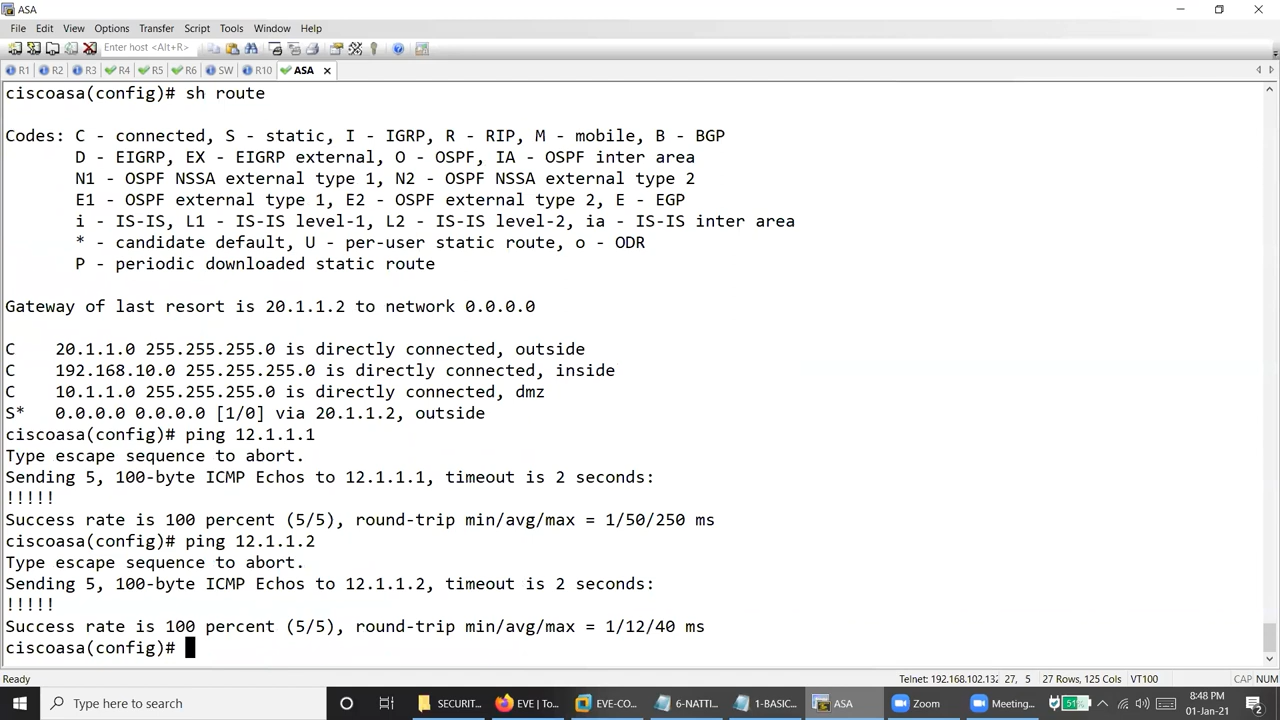 ASA
File Edit View Options Transfer Script Tools Window Help
Enter host <Alt+R>
R1 R2 R3 R4 R5 R6 SW R10 ASA
ciscoasa(config)# sh route
Codes: C - connected, S - static, I - IGRP, R - RIP, M - mobile, B - BGP
D - EIGRP, EX - EIGRP external, O - OSPF, IA - OSPF inter area
N1 - OSPF NSSA external type 1, N2 - OSPF NSSA external type 2
E1 - OSPF external type 1, E2 - OSPF external type 2, E - EGP
i - IS-IS, L1 - IS-IS level-1, L2 - IS-IS level-2, ia - IS-IS inter area
* - candidate default, U - per-user static route, o - ODR
P - periodic downloaded static route
Gateway of last resort is 20.1.1.2 to network 0.0.0.0
C 20.1.1.0 255.255.255.0 is directly connected, outside
C 192.168.10.0 255.255.255.0 is directly connected, inside
C 10.1.1.0 255.255.255.0 is directly connected, dmz
S* 0.0.0.0 0.0.0.0 [1/0] via 20.1.1.2, outside
ciscoasa(config)# ping 12.1.1.1
Type escape sequence to abort.
Sending 5, 100-byte ICMP Echos to 12.1.1.1, timeout is 2 seconds:
!!!!!
Success rate is 100 percent (5/5), round-trip min/avg/max = 1/50/250 ms
ciscoasa(config)# ping 12.1.1.2
Type escape sequence to abort.
Sending 5, 100-byte ICMP Echos to 12.1.1.2, timeout is 2 seconds:
!!!!!
Success rate is 100 percent (5/5), round-trip min/avg/max = 1/12/40 ms
ciscoasa(config)#
Ready Telnet: 192.168.102.13 27, 5 27 Rows, 125 Cols VT100 CAP NUM
Type here to search SECURIT... EVE | To... EVE-CO... 6-NATTI... 1-BASIC... ASA Zoom Meeting... 51% 8:48 PM
01-Jan-21 2